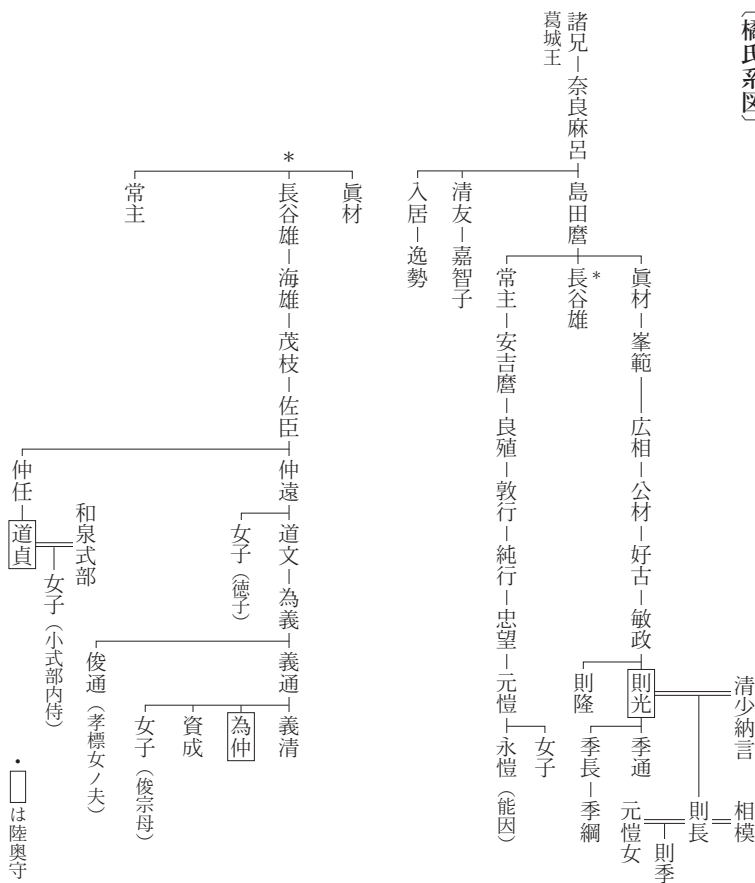 〔橘氏系図〕
諸兄 奈良麻呂 島田麿 眞材 峯範 広相 公材 好古 敏政 則光 季通
葛城王
清少納言
相模
則長
則季
元愷女
季長 季綱
則隆
＊
長谷雄
常主 安吉麿 良殖 敦行 純行 忠望 元愷 永愷（能因）
女子
清友 嘉智子
入居 逸勢
＊
眞材
長谷雄 海雄 茂枝 佐臣 仲遠 道文 為義 義通 義清
常主
為仲
資成
女子（俊宗母）
俊通（孝標女ノ夫）
女子（德子）
仲任 道貞
和泉式部
女子（小式部内侍）
・□は陸奥守